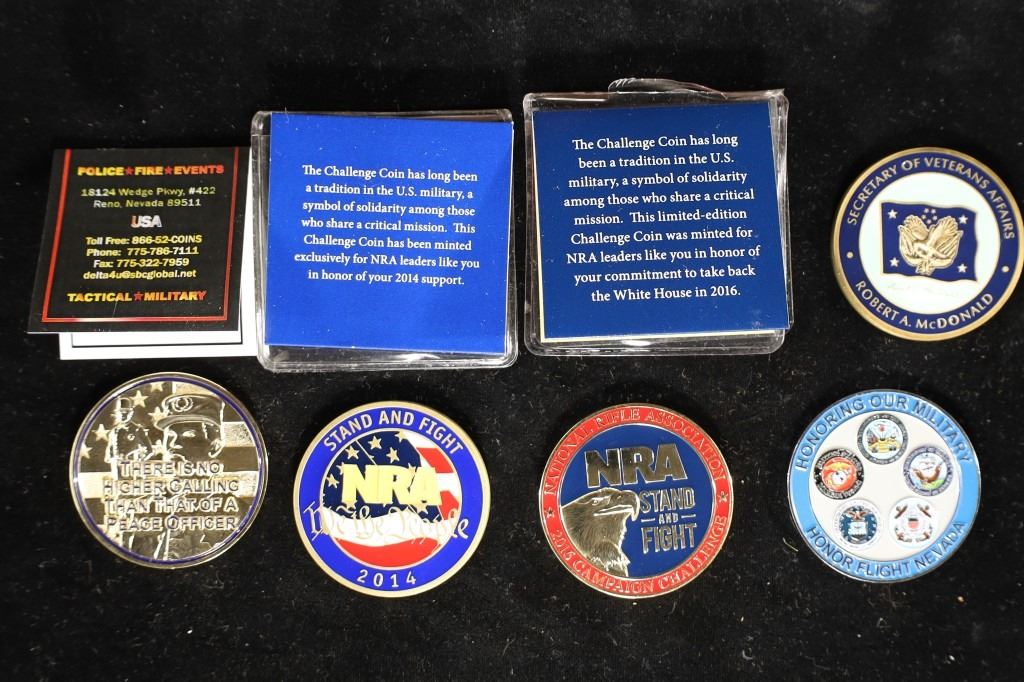 POLICE★FIRE★EVENTS
18124 Wedge Pkwy, #422
Reno, Nevada 89511
USA
Toll Free: 866-52-COINS
Phone: 775-786-7111
Fax: 775-322-7959
delta4u@sbcglobal.net
TACTICAL★MILITARY
The Challenge Coin has long been
a tradition in the U.S. military, a
symbol of solidarity among those
who share a critical mission. This
Challenge Coin has been minted
exclusively for NRA leaders like you
in honor of your 2014 support.
The Challenge Coin has long
been a tradition in the U.S.
military, a symbol of solidarity
among those who share a critical
mission. This limited-edition
Challenge Coin was minted for
NRA leaders like you in honor of
your commitment to take back
the White House in 2016.
SECRETARY OF VETERANS AFFAIRS
ROBERT A. McDONALD
THERE IS NO
HIGHER CALLING
THAN THAT OF A
PEACE OFFICER
STAND AND FIGHT
NRA
We the People
2014
NATIONAL RIFLE ASSOCIATION
NRA
STAND
AND
FIGHT
2016 CAMPAIGN CHALLENGE
HONORING OUR MILITARY
HONOR FLIGHT NEVADA